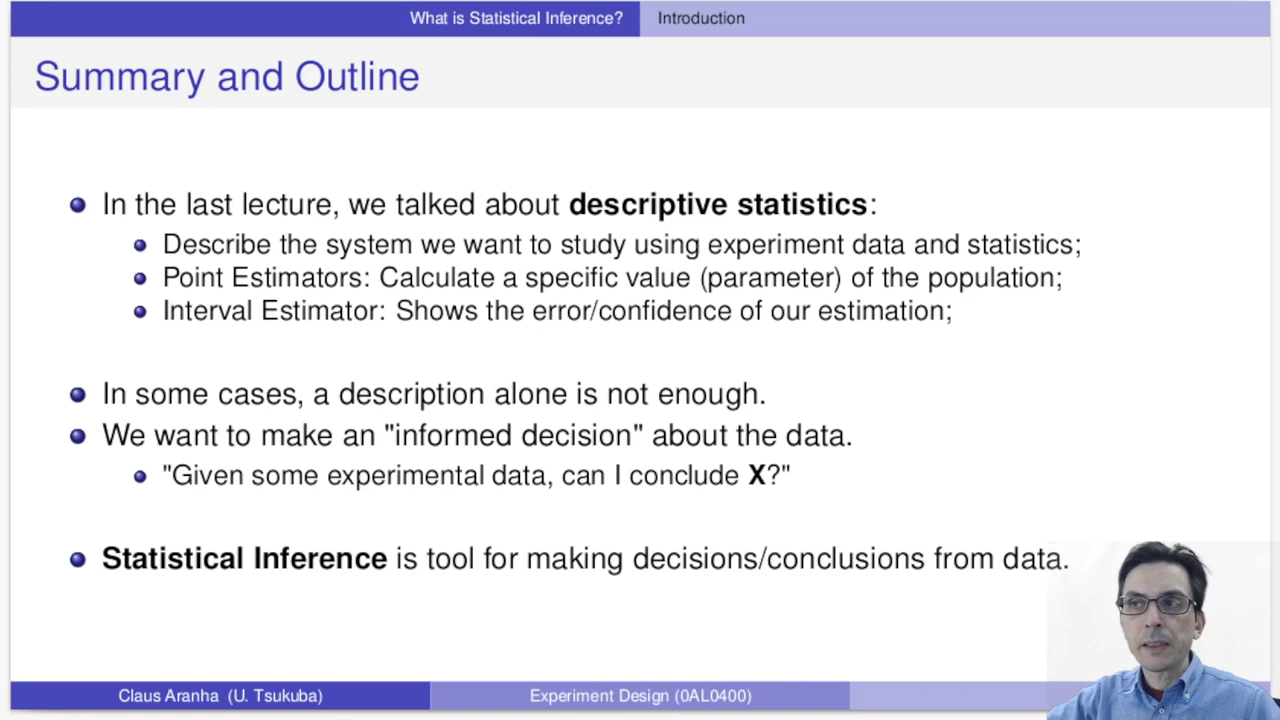 What is Statistical Inference? Introduction
Summary and Outline
In the last lecture, we talked about descriptive statistics:
Describe the system we want to study using experiment data and statistics;
Point Estimators: Calculate a specific value (parameter) of the population;
Interval Estimator: Shows the error/confidence of our estimation;
In some cases, a description alone is not enough.
We want to make an "informed decision" about the data.
"Given some experimental data, can I conclude X?"
Statistical Inference is tool for making decisions/conclusions from data.
Claus Aranha (U. Tsukuba) Experiment Design (0AL0400)